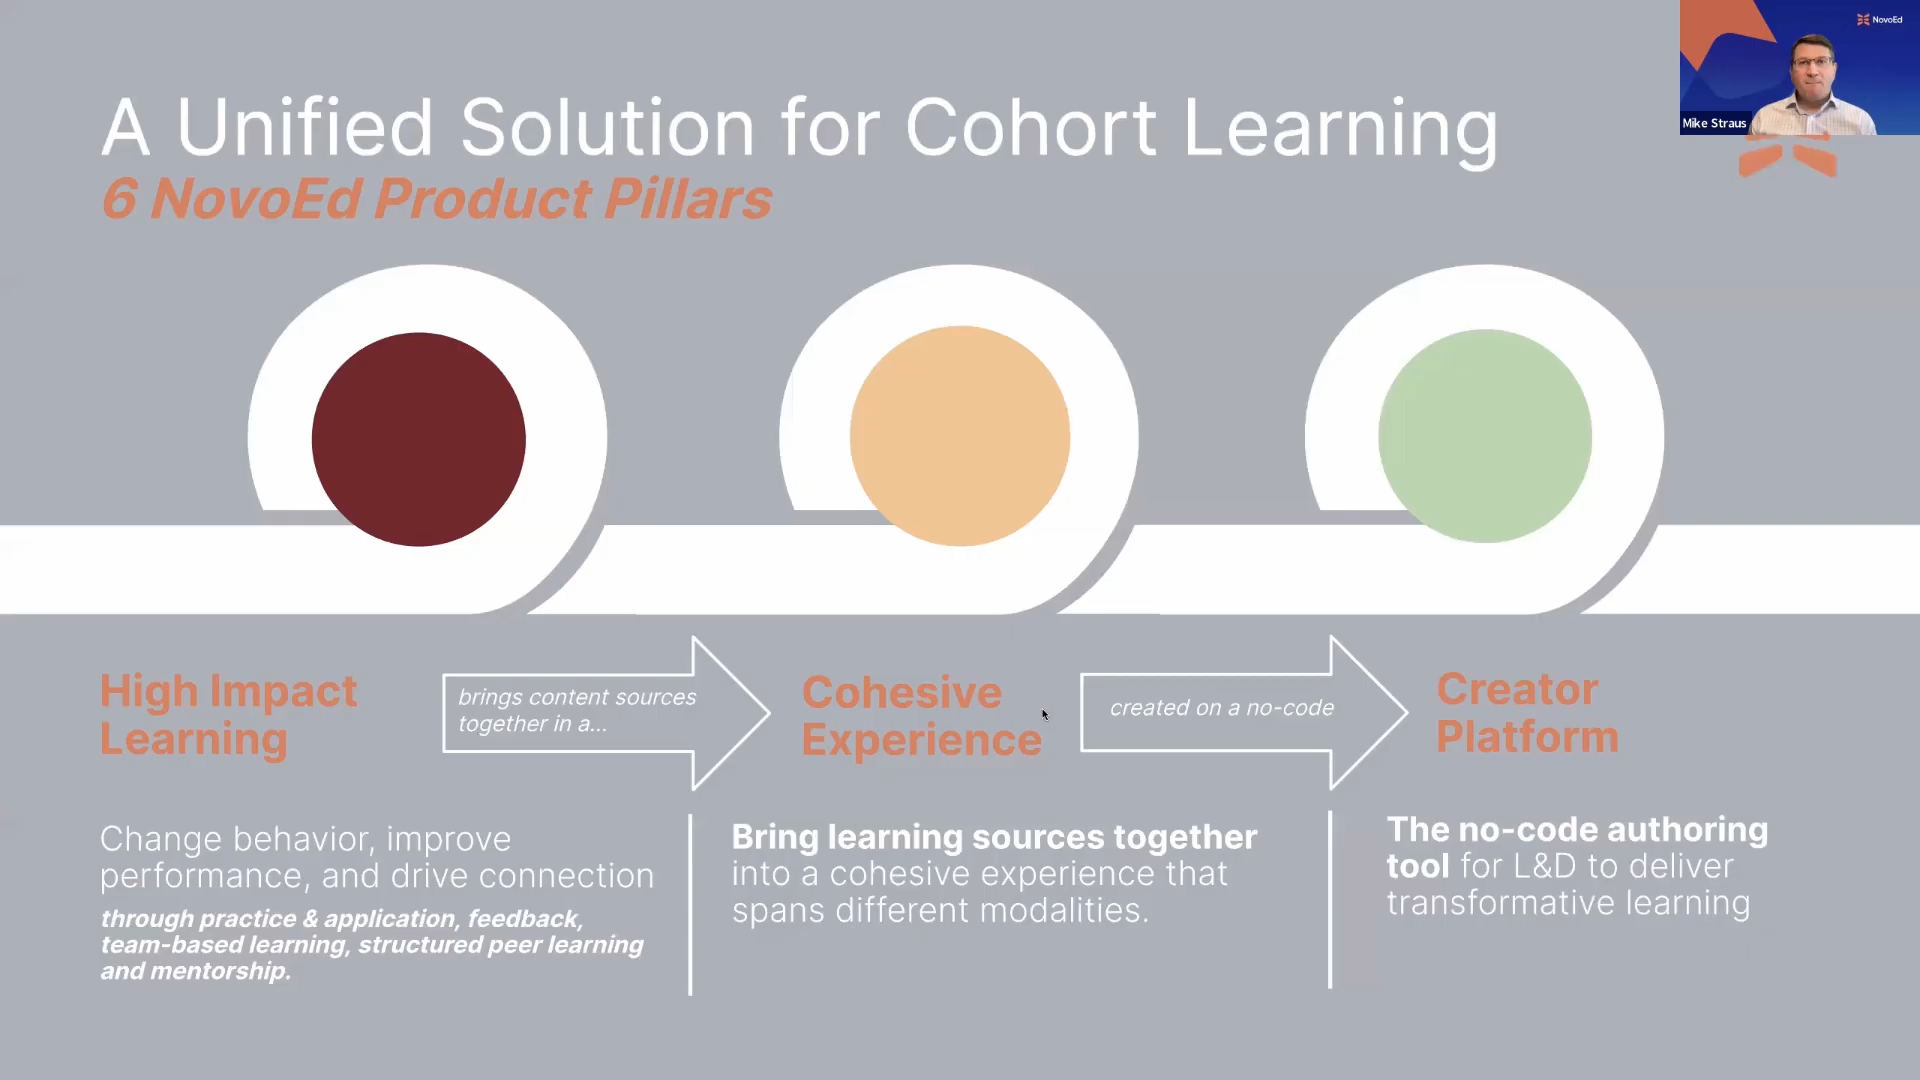 NovoEd
Mike Straus
A Unified Solution for Cohort Learning
6 NovoEd Product Pillars
High Impact
Learning
brings content sources
together in a...
Cohesive
Experience
created on a no-code
Creator
Platform
Change behavior, improve
performance, and drive connection
through practice & application, feedback,
team-based learning, structured peer learning
and mentorship.
Bring learning sources together
into a cohesive experience that
spans different modalities.
The no-code authoring
tool for L&D to deliver
transformative learning